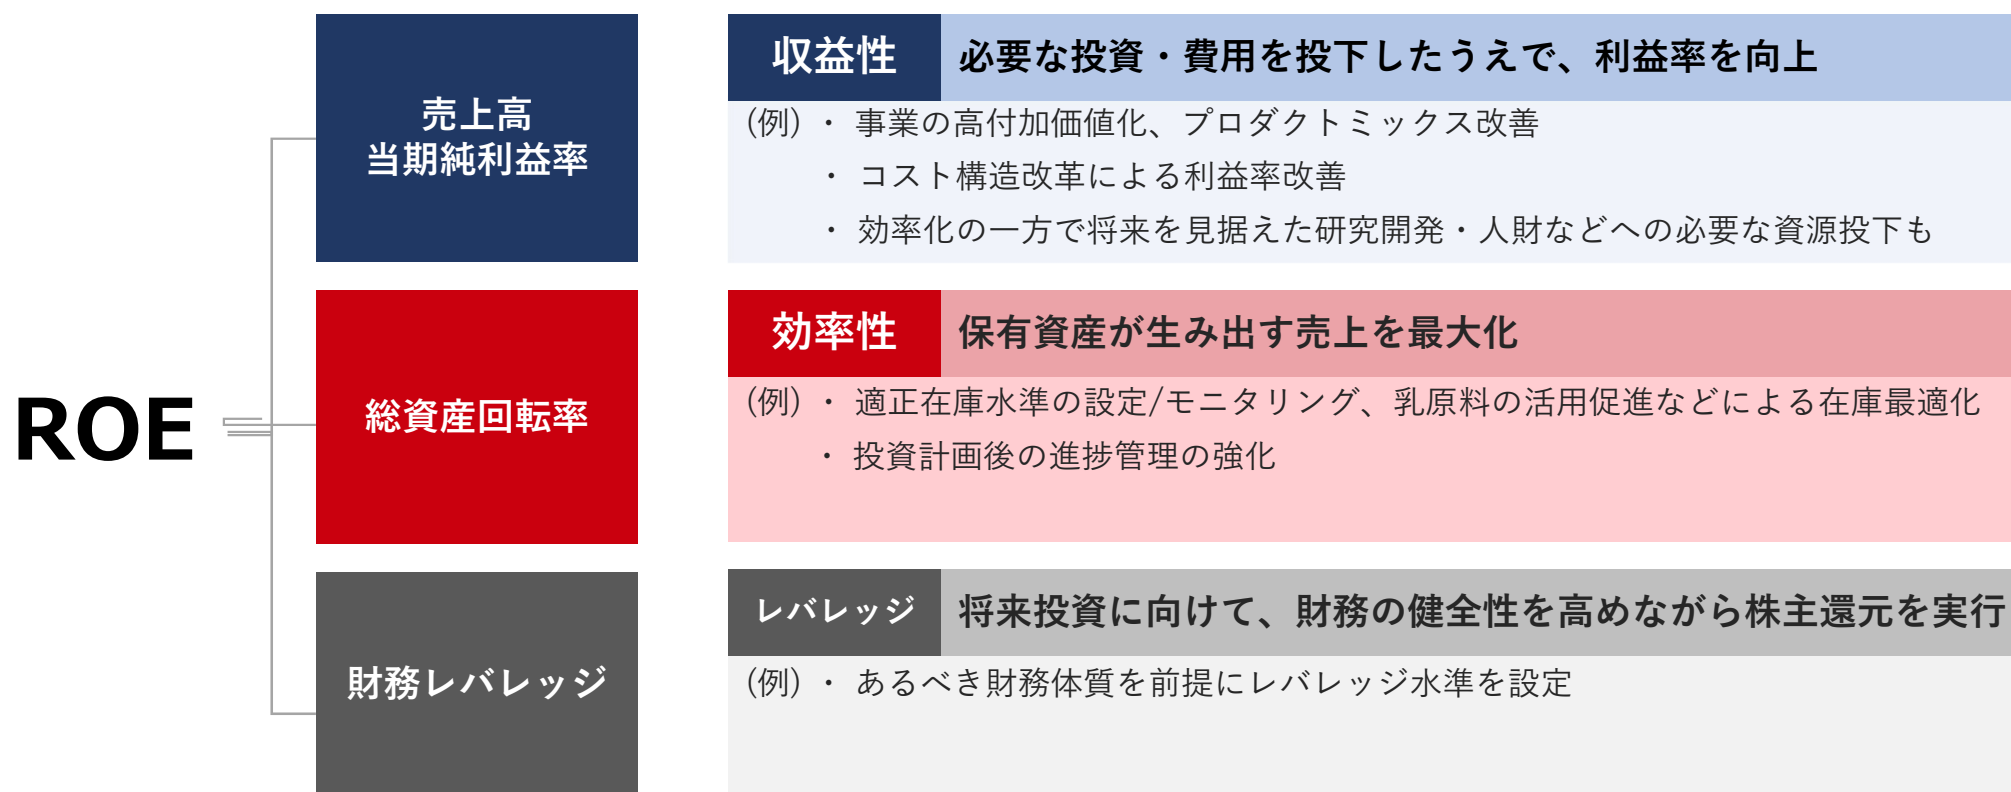 ROE
売上高
当期純利益率
収益性
必要な投資・費用を投下したうえで、利益率を向上
(例)・ 事業の高付加価値化、プロダクトミックス改善
・ コスト構造改革による利益率改善
・ 効率化の一方で将来を見据えた研究開発・人財などへの必要な資源投下も
総資産回転率
効率性
保有資産が生み出す売上を最大化
(例)・ 適正在庫水準の設定/モニタリング、乳原料の活用促進などによる在庫最適化
・ 投資計画後の進捗管理の強化
財務レバレッジ
レバレッジ
将来投資に向けて、財務の健全性を高めながら株主還元を実行
(例)・ あるべき財務体質を前提にレバレッジ水準を設定